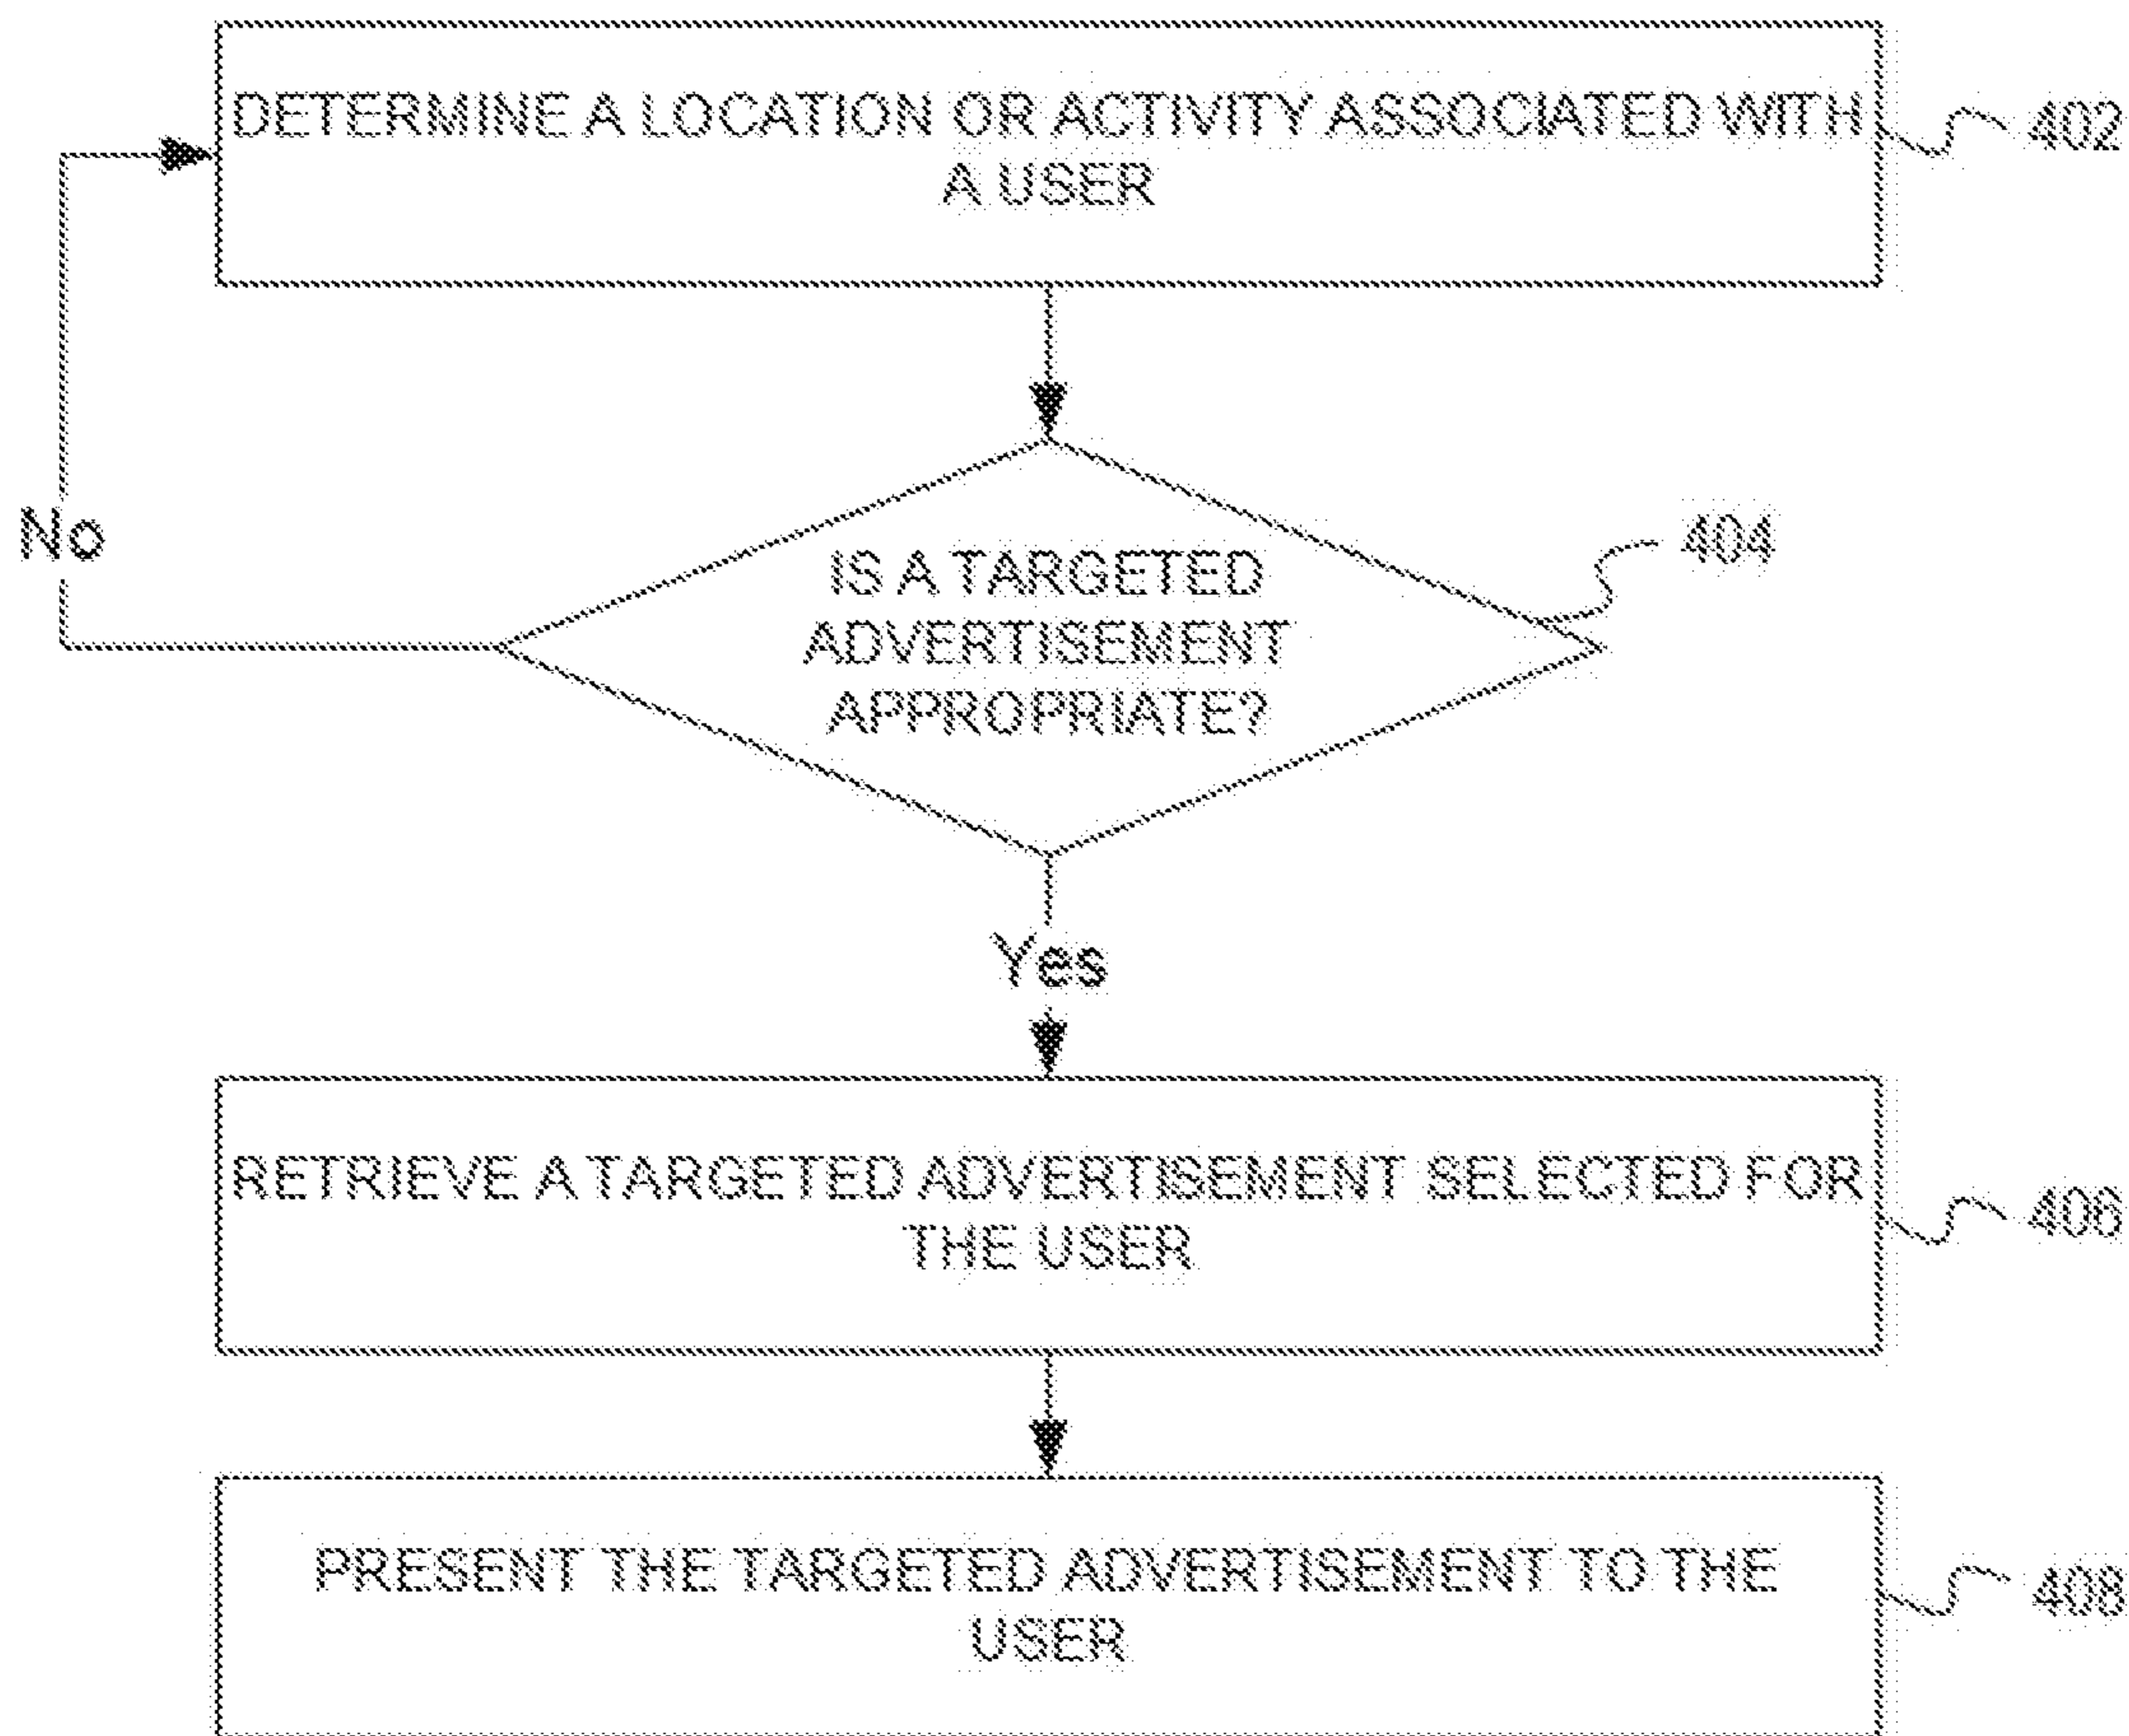 DETERMINE A LOCATION OR ACTIVITY ASSOCIATED WITH
A USER
402
No
IS A TARGETED
ADVERTISEMENT
APPROPRIATE?
404
Yes
RETRIEVE A TARGETED ADVERTISEMENT SELECTED FOR
THE USER
406
PRESENT THE TARGETED ADVERTISEMENT TO THE
USER
408